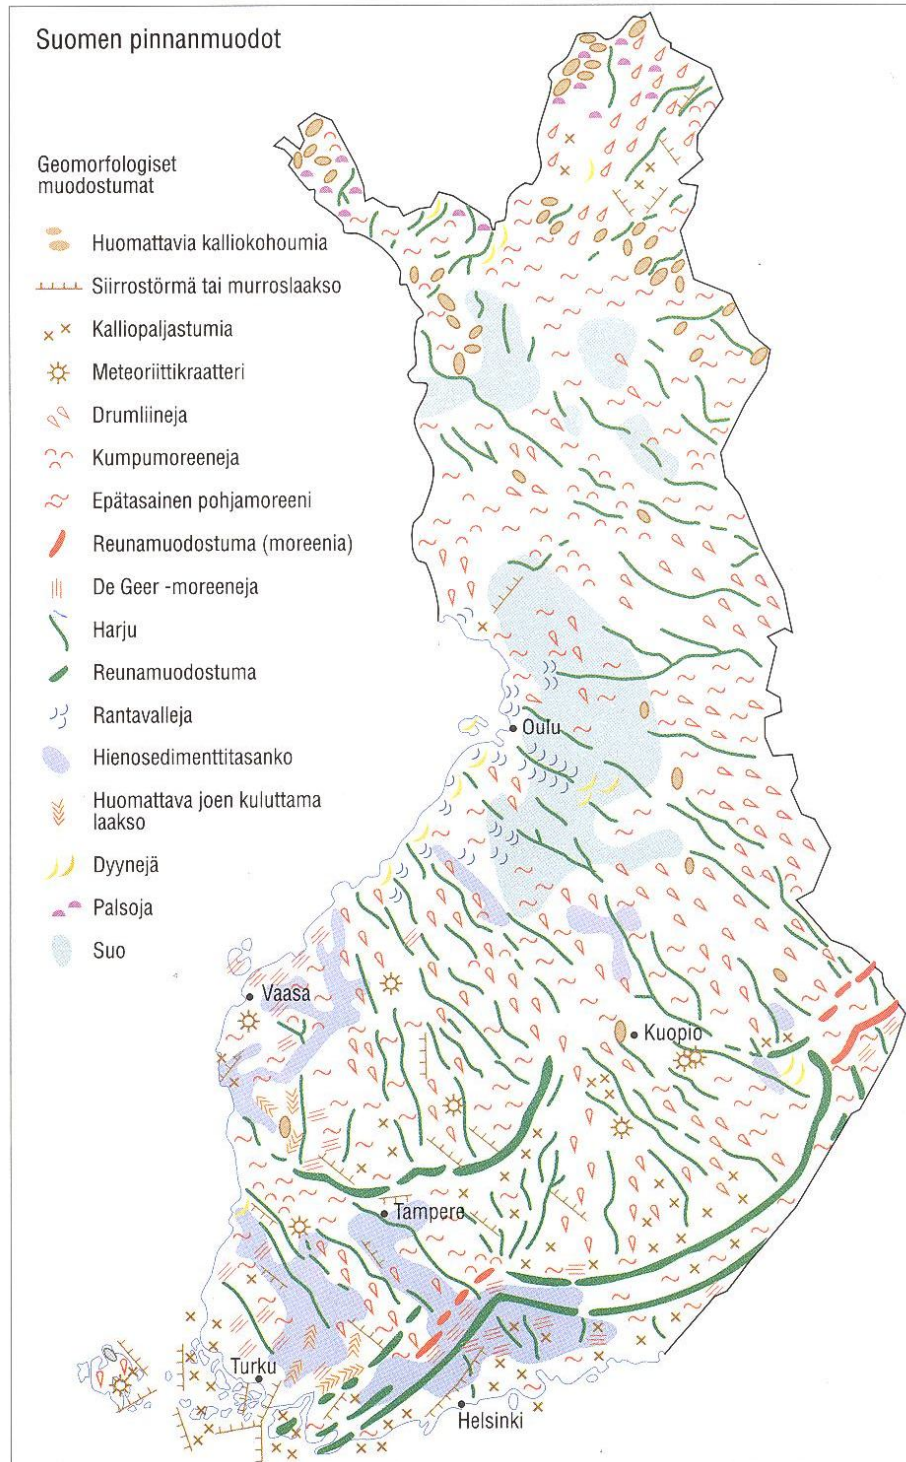 Suomen pinnanmuodot
Geomorfologiset
muodostumat
Huomattavia kalliokohoumia
Siirrostörmä tai murroslaakso
Kalliopaljastumia
Meteoriittikraatteri
Drumliineja
Kumpumoreeneja
Epätasainen pohjamoreeni
Reunamuodostuma (moreenia)
De Geer -moreeneja
Harju
Reunamuodostuma
Rantavalleja
Hienosedimenttitasanko
Huomattava joen kuluttama
laakso
Dyynejä
Palsoja
Suo
Oulu
Vaasa
Kuopio
Tampere
Turku
Helsinki